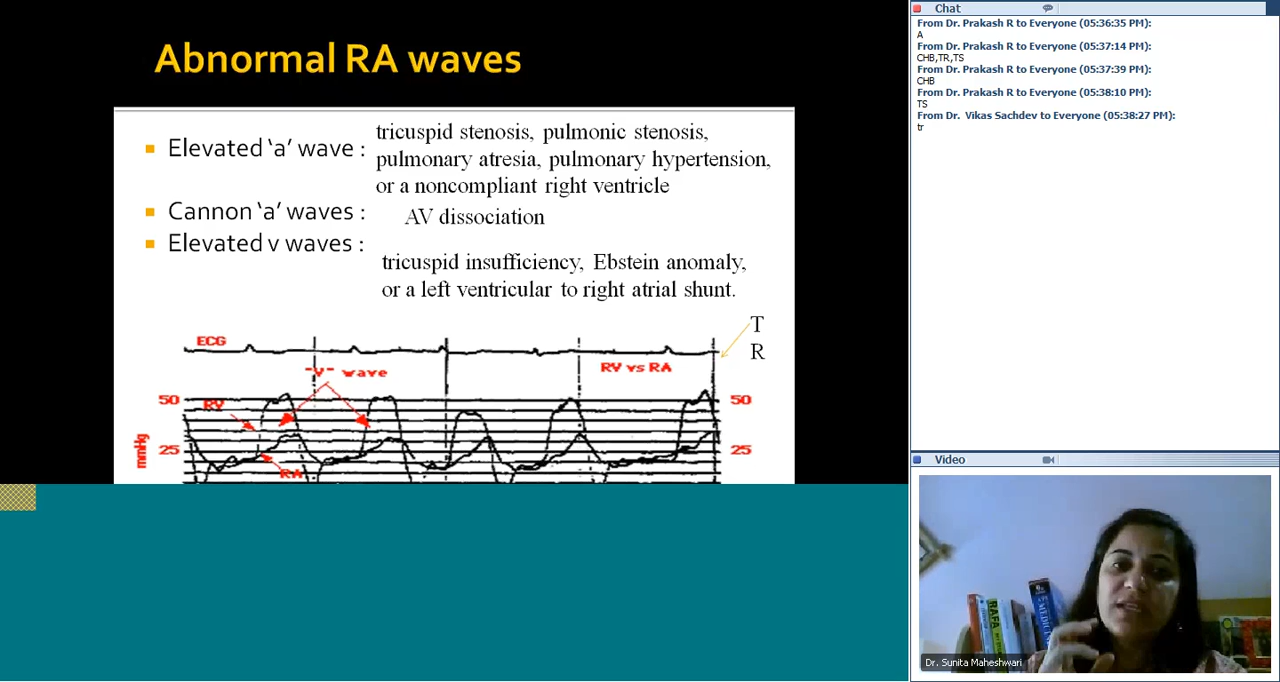 Abnormal RA waves
Elevated ‘a’ wave :
tricuspid stenosis, pulmonic stenosis,
pulmonary atresia, pulmonary hypertension,
or a noncompliant right ventricle
Cannon ‘a’ waves :
AV dissociation
Elevated v waves :
tricuspid insufficiency, Ebstein anomaly,
or a left ventricular to right atrial shunt.
T
R
ECG
"v" wave
RV vs RA
50
RV
50
mmHg
25
25
RA
Chat
From Dr. Prakash R to Everyone (05:36:35 PM):
A
From Dr. Prakash R to Everyone (05:37:14 PM):
CHB,TR,TS
From Dr. Prakash R to Everyone (05:37:39 PM):
CHB
From Dr. Prakash R to Everyone (05:38:10 PM):
TS
From Dr. Vikas Sachdev to Everyone (05:38:27 PM):
tr
Video
RAFA
Dr. Sunita Maheshwari